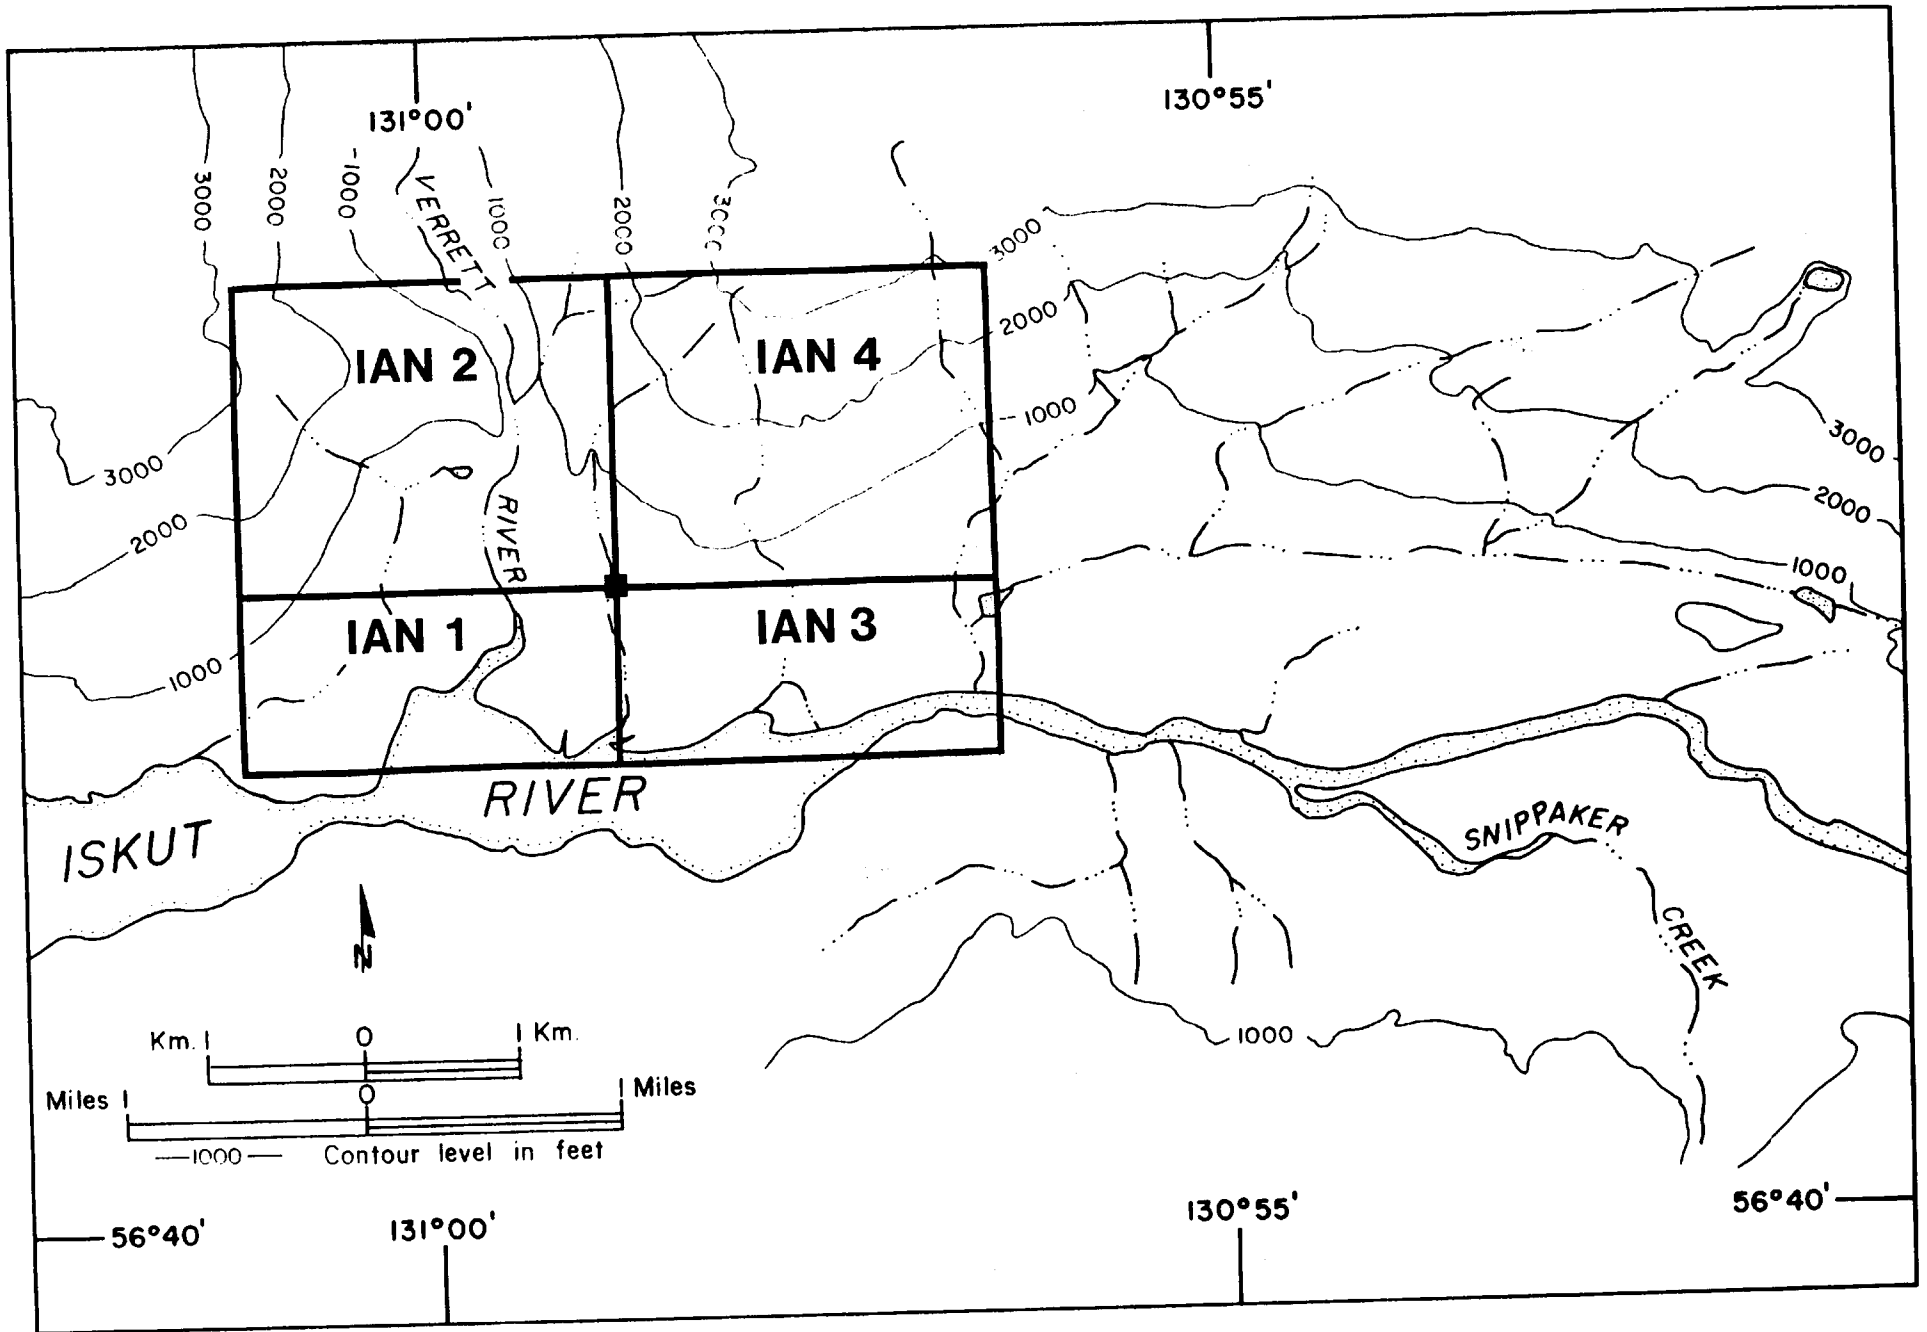 131°00'
130°55'
3000
2000
1000
VERRETT
1000
2000
3000
3000
2000
1000
IAN 2
IAN 4
3000
2000
1000
RIVER
3000
2000
1000
IAN 1
IAN 3
1000
ISKUT
RIVER
SNIPPAKER
CREEK
N
1000
Km. 1 0 1 Km.
Miles 1 0 1 Miles
—1000— Contour level in feet
56°40'
131°00'
130°55'
56°40'